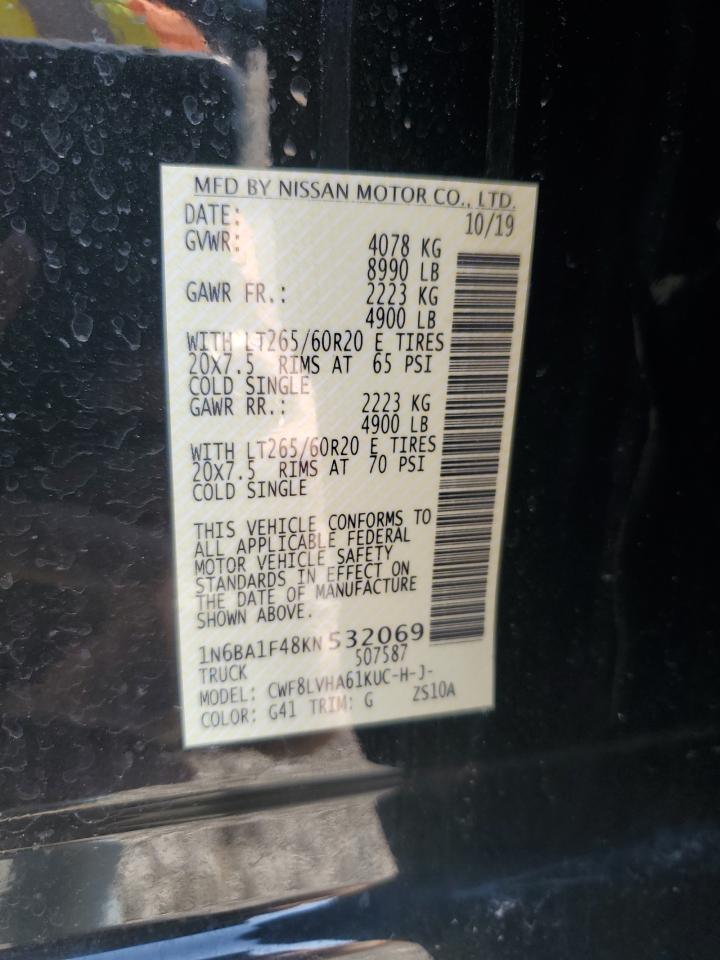 MFD BY NISSAN MOTOR CO., LTD.
DATE: 10/19
GVWR: 4078 KG
8990 LB
GAWR FR.: 2223 KG
4900 LB
WITH LT265/60R20 E TIRES
20X7.5 RIMS AT 65 PSI
COLD SINGLE
GAWR RR.: 2223 KG
4900 LB
WITH LT265/60R20 E TIRES
20X7.5 RIMS AT 70 PSI
COLD SINGLE
THIS VEHICLE CONFORMS TO
ALL APPLICABLE FEDERAL
MOTOR VEHICLE SAFETY
STANDARDS IN EFFECT ON
THE DATE OF MANUFACTURE
SHOWN ABOVE.
1N6BA1F48KN532069
TRUCK 507587
MODEL: CWF8LVHA61KUC-H-J-
COLOR: G41 TRIM: G ZS10A